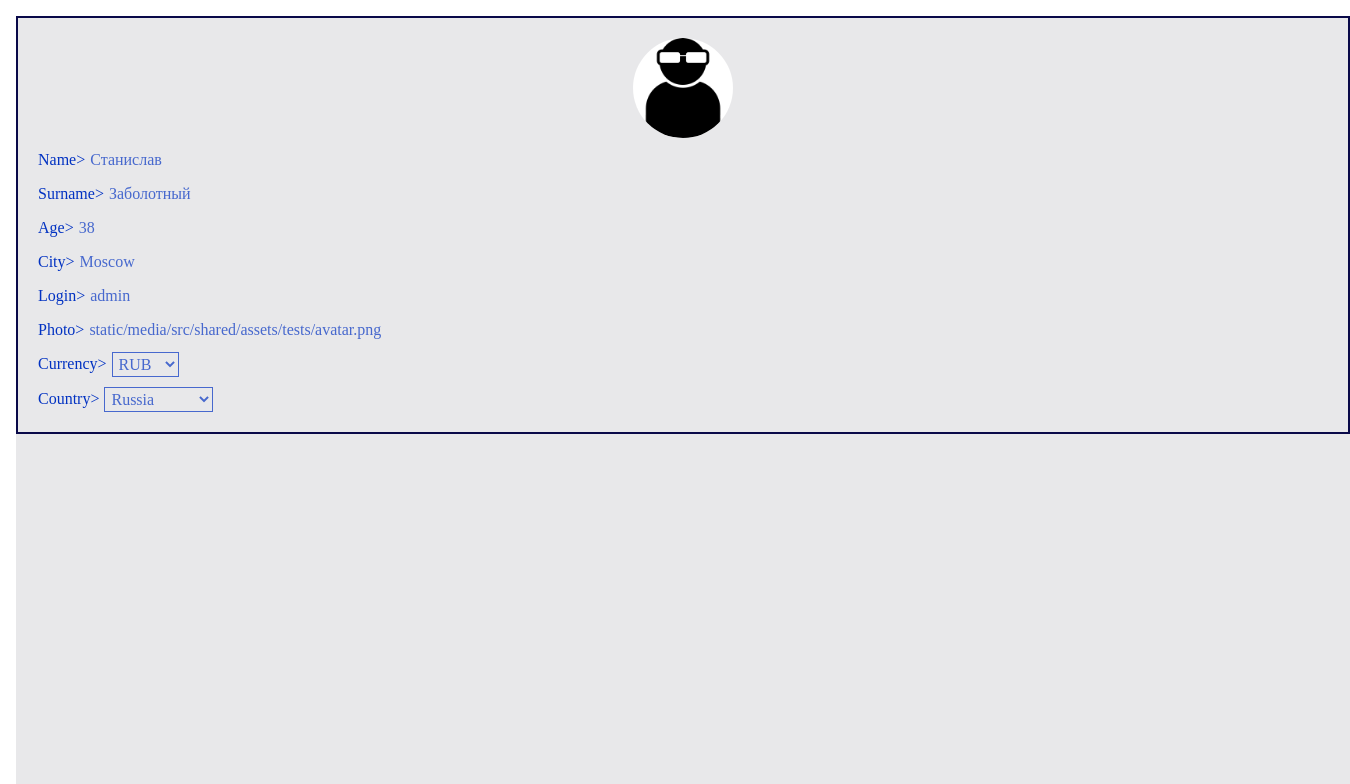 Name> Станислав
Surname> Заболотный
Age> 38
City> Moscow
Login> admin
Photo> static/media/src/shared/assets/tests/avatar.png
Currency> RUB
Country> Russia